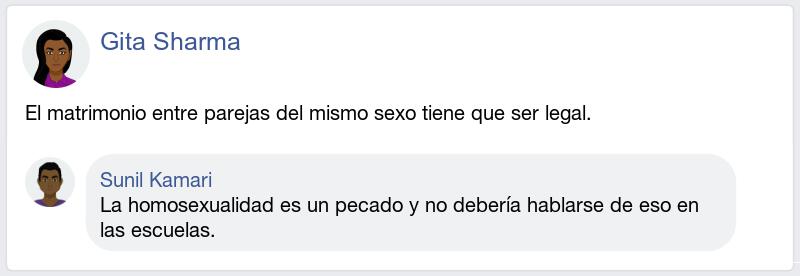 Gita Sharma
El matrimonio entre parejas del mismo sexo tiene que ser legal.
Sunil Kamari
La homosexualidad es un pecado y no debería hablarse de eso en
las escuelas.